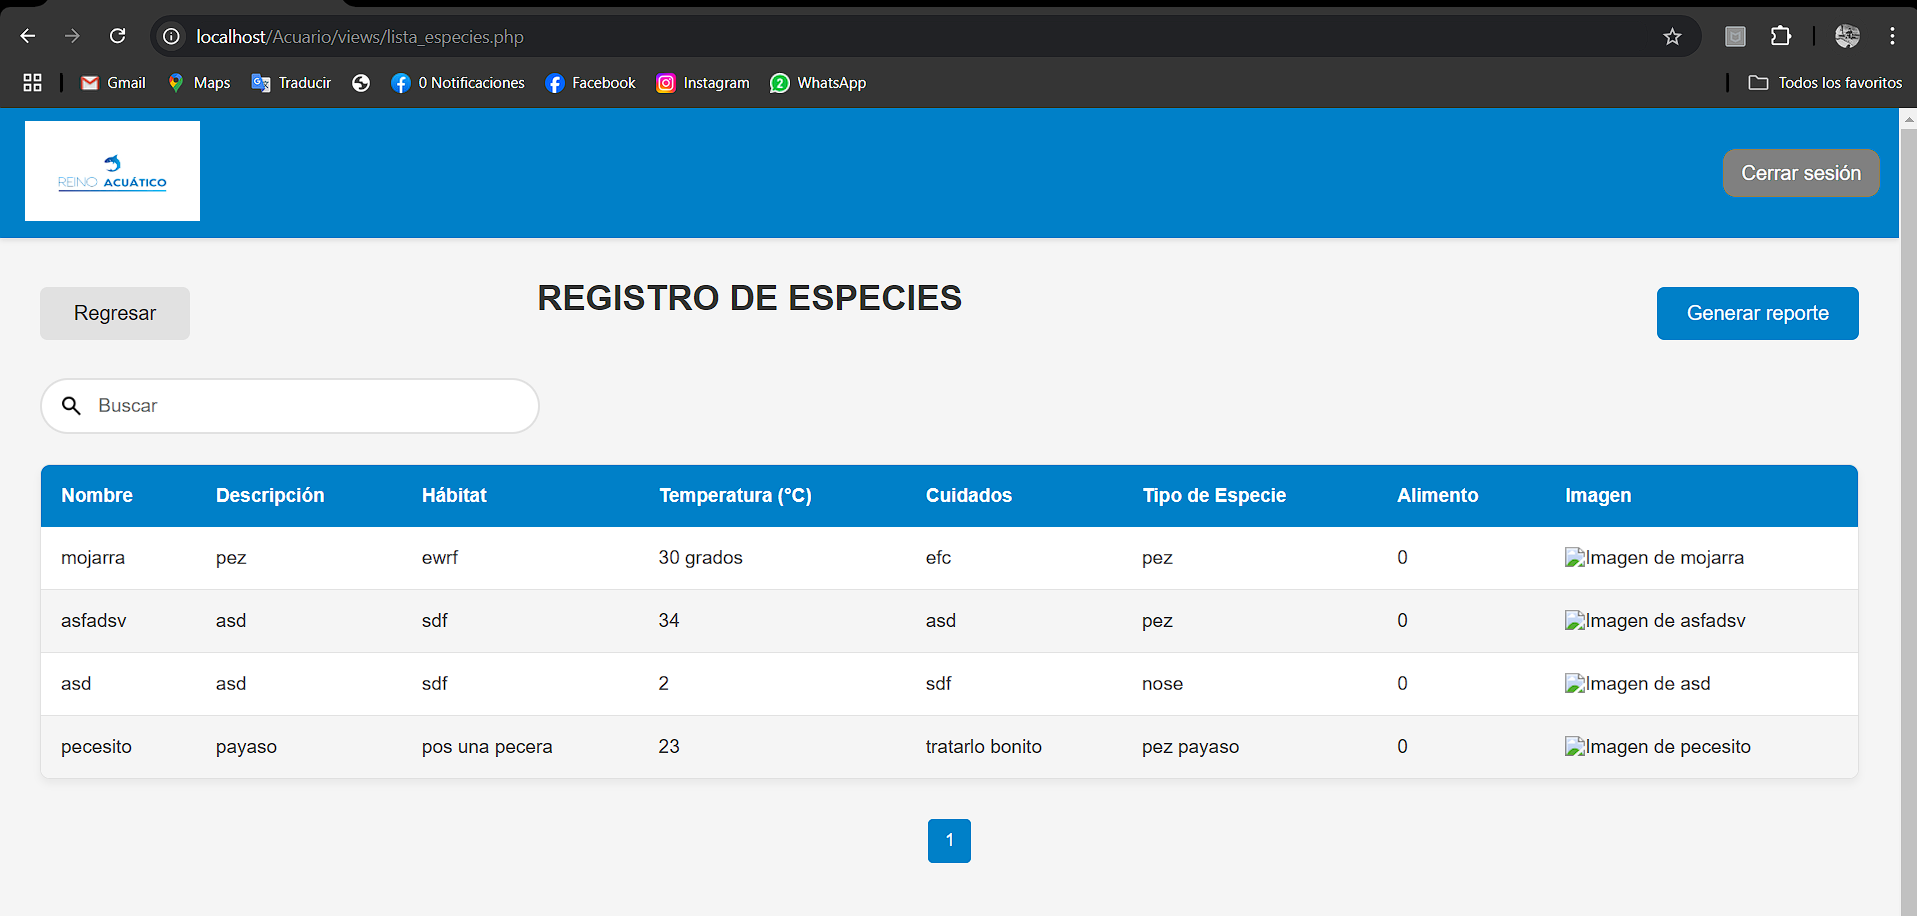 localhost/Acuario/views/lista_especies.php
Gmail Maps Traducir 0 Notificaciones Facebook Instagram 2 WhatsApp Todos los favoritos
REINO ACUÁTICO
Cerrar sesión
Regresar REGISTRO DE ESPECIES Generar reporte
Buscar
Nombre Descripción Hábitat Temperatura (°C) Cuidados Tipo de Especie Alimento Imagen
mojarra pez ewrf 30 grados efc pez 0 Imagen de mojarra
asfadsv asd sdf 34 asd pez 0 Imagen de asfadsv
asd asd sdf 2 sdf nose 0 Imagen de asd
pecesito payaso pos una pecera 23 tratarlo bonito pez payaso 0 Imagen de pecesito
1